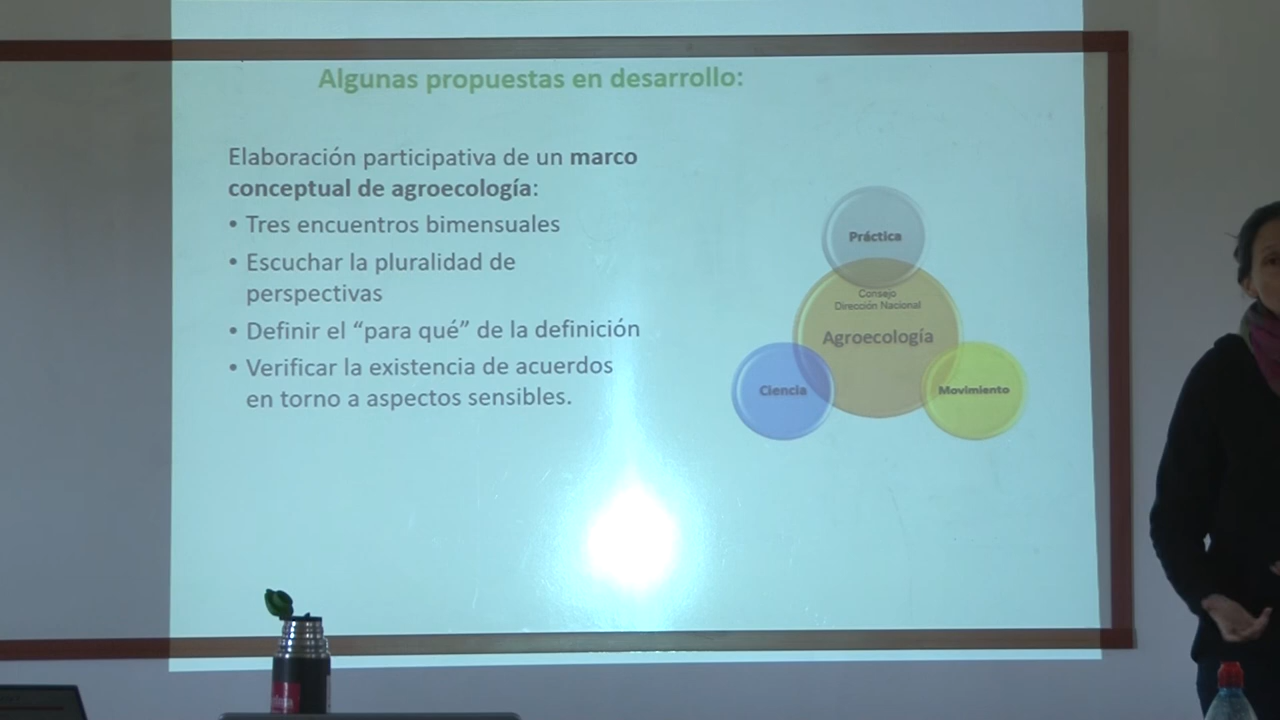 Algunas propuestas en desarrollo:
Elaboración participativa de un marco
conceptual de agroecología:
• Tres encuentros bimensuales
• Escuchar la pluralidad de
perspectivas
• Definir el “para qué” de la definición
• Verificar la existencia de acuerdos
en torno a aspectos sensibles.
Práctica
Consejo
Dirección Nacional
Agroecología
Ciencia
Movimiento